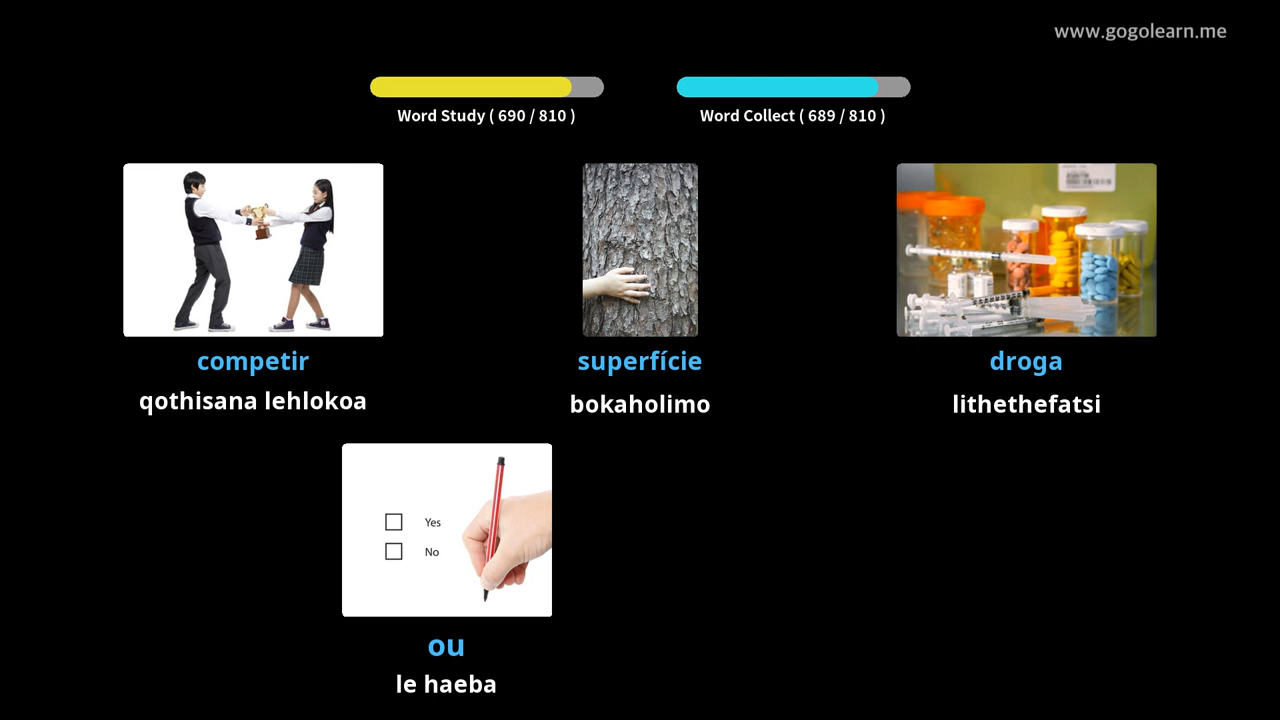 www.gogolearn.me
Word Study ( 690 / 810 )
Word Collect ( 689 / 810 )
competir
superfície
droga
qothisana lehlokoa
bokaholimo
lithethefatsi
Yes
No
ou
le haeba